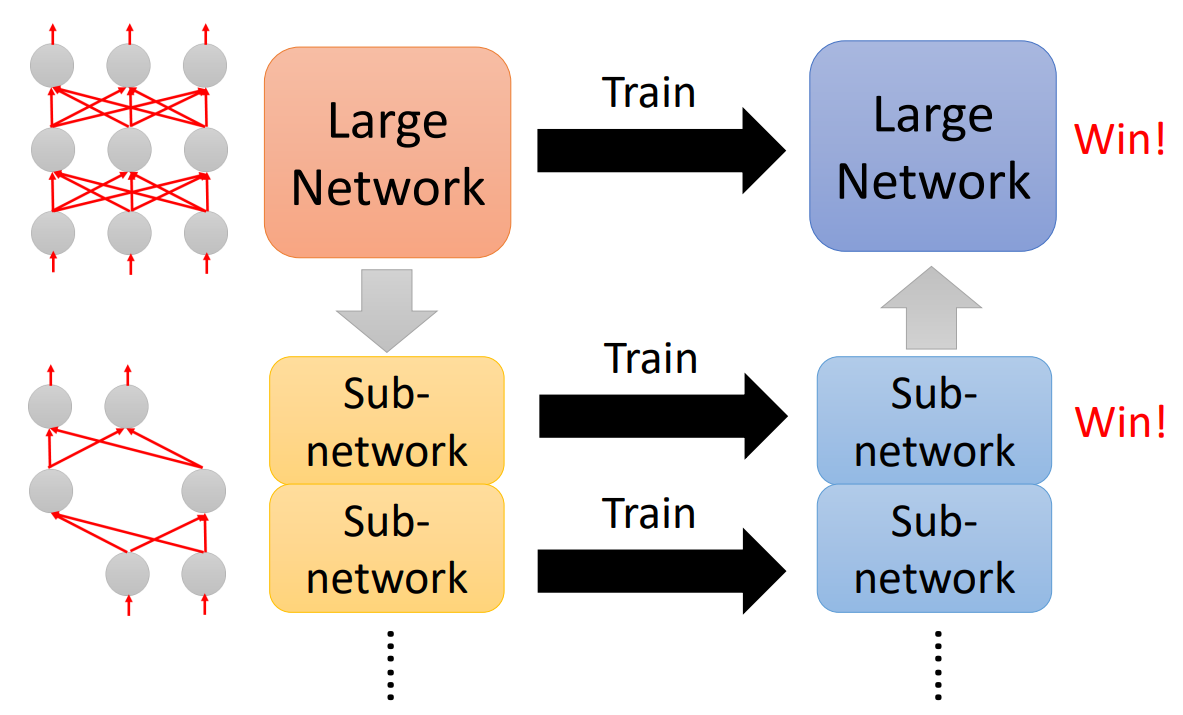 Large
Network
Train
Large
Network
Win!
Sub-
network
Train
Sub-
network
Win!
Sub-
network
Train
Sub-
network